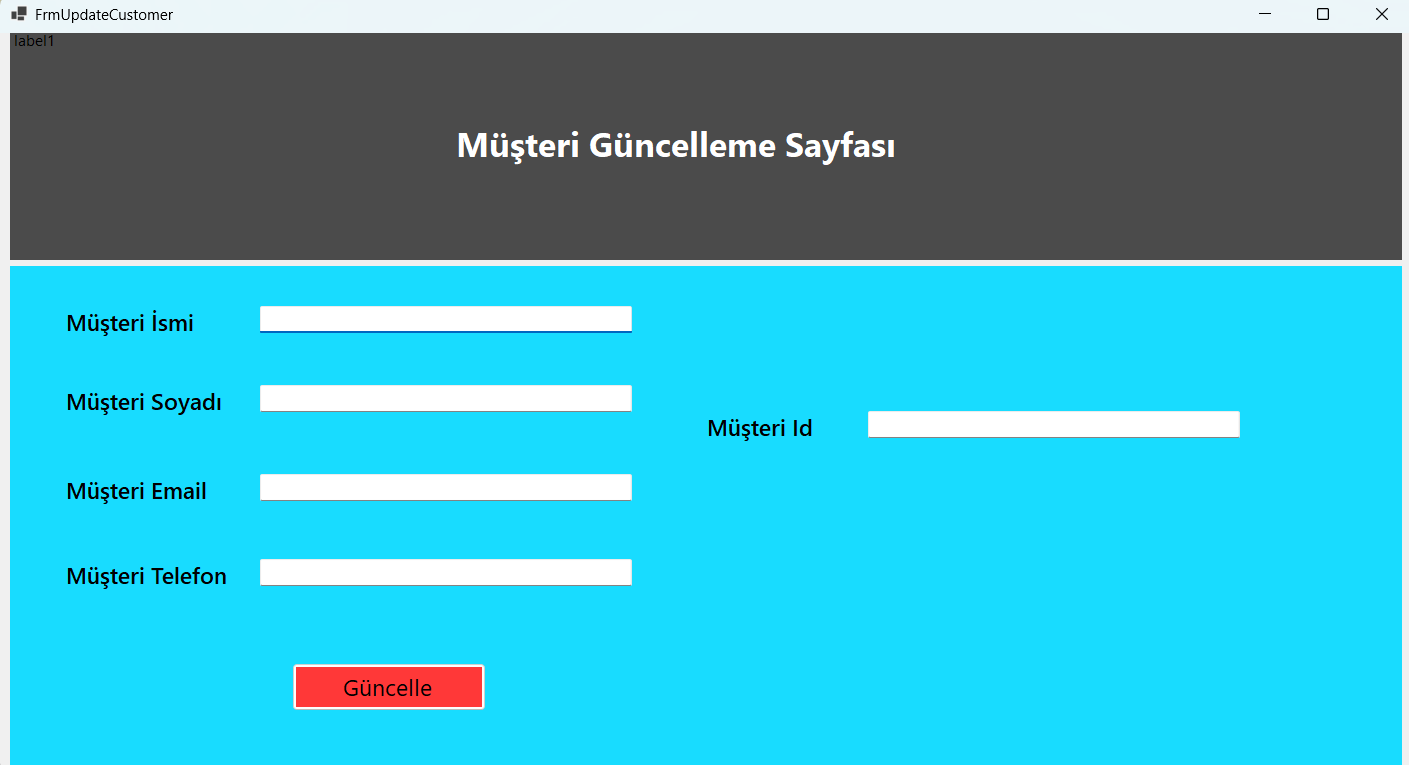 FrmUpdateCustomer
label1
Müşteri Güncelleme Sayfası
Müşteri İsmi
Müşteri Soyadı
Müşteri Id
Müşteri Email
Müşteri Telefon
Güncelle